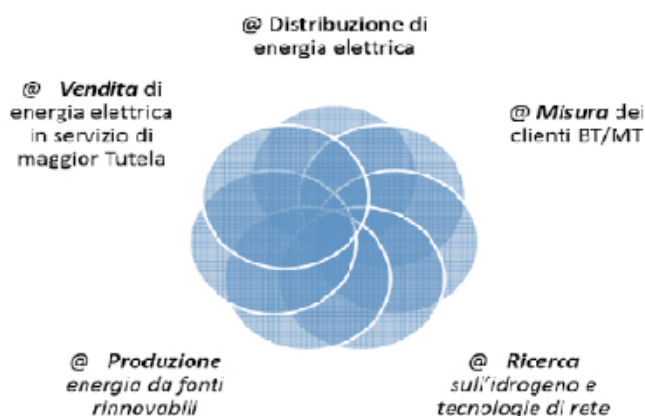 @ Distribuzione di
energia elettrica
@ Vendita di
energia elettrica
in servizio di
maggior Tutela
@ Misura dei
clienti BT/MT
@ Produzione
energia da fonti
rinnovabili
@ Ricerca
sull'idrogeno e
tecnologie di rete